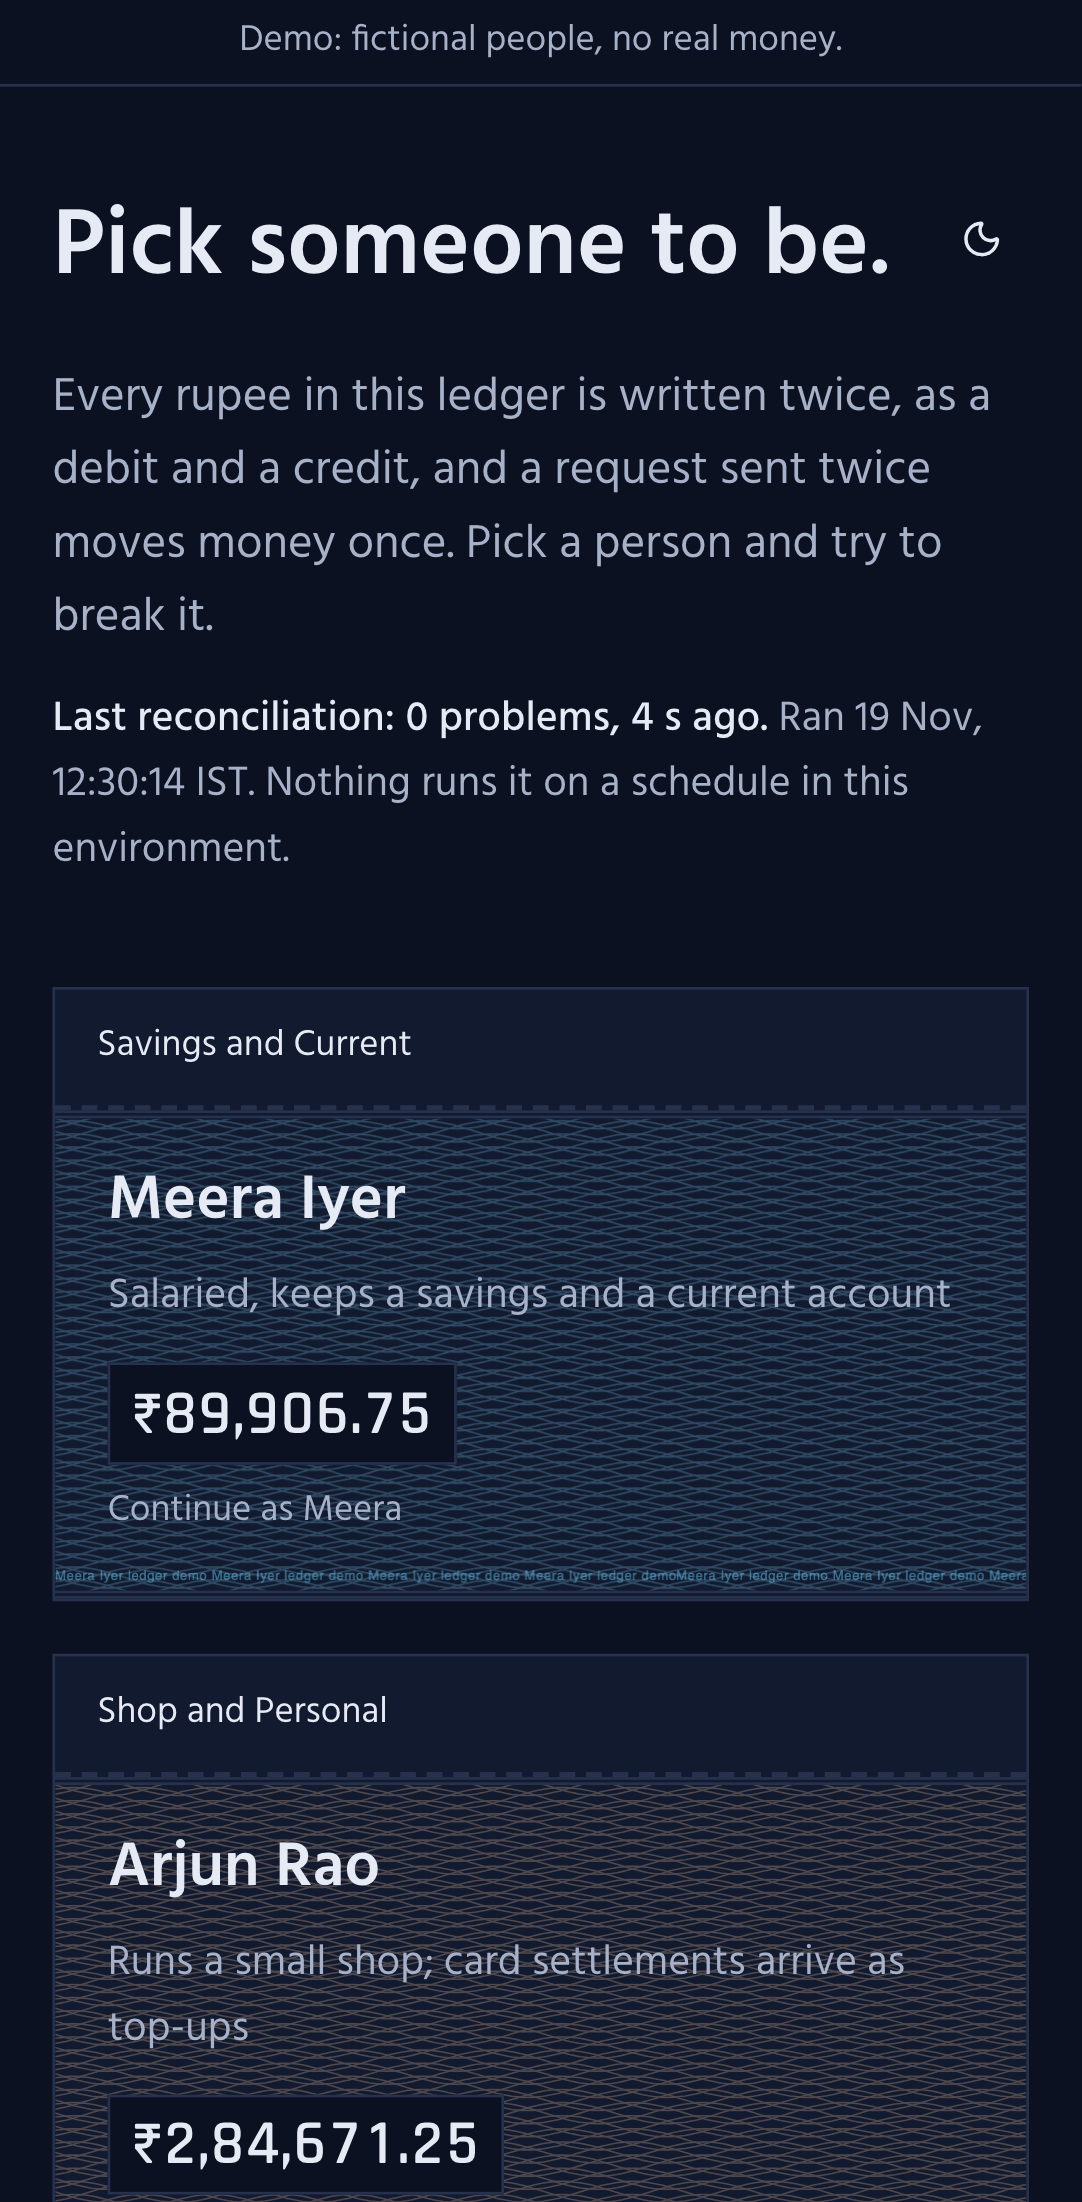 Demo: fictional people, no real money.
Pick someone to be.
Every rupee in this ledger is written twice, as a
debit and a credit, and a request sent twice
moves money once. Pick a person and try to
break it.
Last reconciliation: 0 problems, 4 s ago. Ran 19 Nov,
12:30:14 IST. Nothing runs it on a schedule in this
environment.
Savings and Current
Meera Iyer
Salaried, keeps a savings and a current account
₹89,906.75
Continue as Meera
Meera Iyer ledger demo Meera Iyer ledger demo Meera Iyer ledger demo Meera Iyer ledger demoMeera Iyer ledger demo Meera Iyer ledger demo Meera
Shop and Personal
Arjun Rao
Runs a small shop; card settlements arrive as
top-ups
₹2,84,671.25